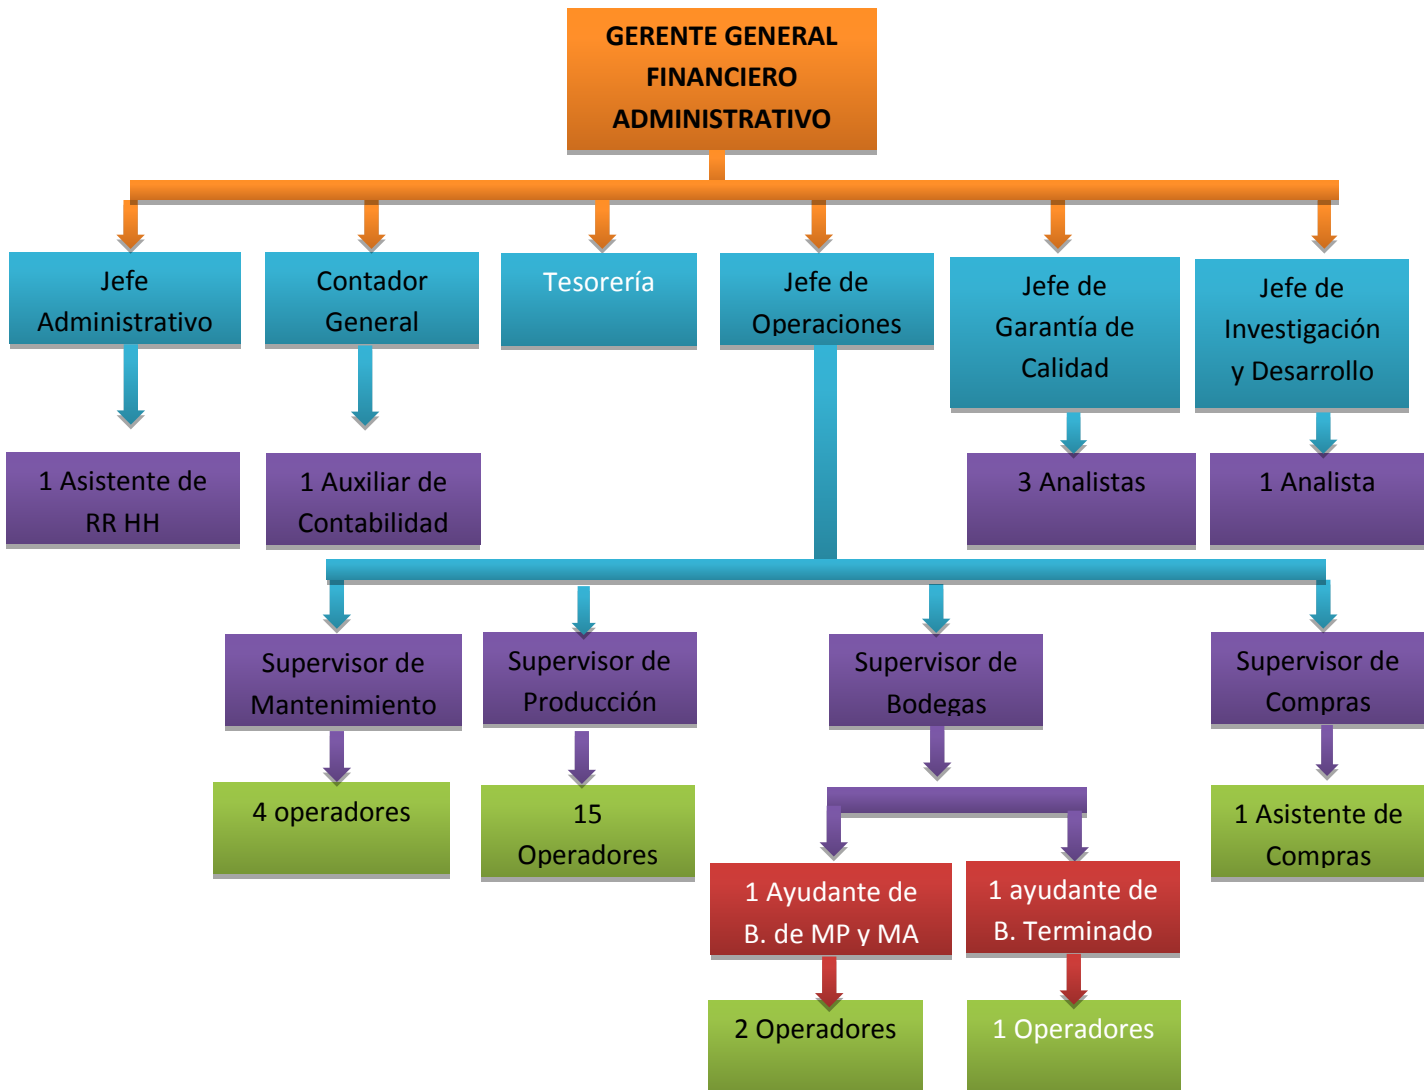 GERENTE GENERAL
FINANCIERO
ADMINISTRATIVO
Jefe
Administrativo
Contador
General
Tesorería
Jefe de
Operaciones
Jefe de
Garantía de
Calidad
Jefe de
Investigación
y Desarrollo
1 Asistente de
RR HH
1 Auxiliar de
Contabilidad
3 Analistas
1 Analista
Supervisor de
Mantenimiento
Supervisor de
Producción
Supervisor de
Bodegas
Supervisor de
Compras
4 operadores
15
Operadores
1 Asistente de
Compras
1 Ayudante de
B. de MP y MA
1 ayudante de
B. Terminado
2 Operadores
1 Operadores